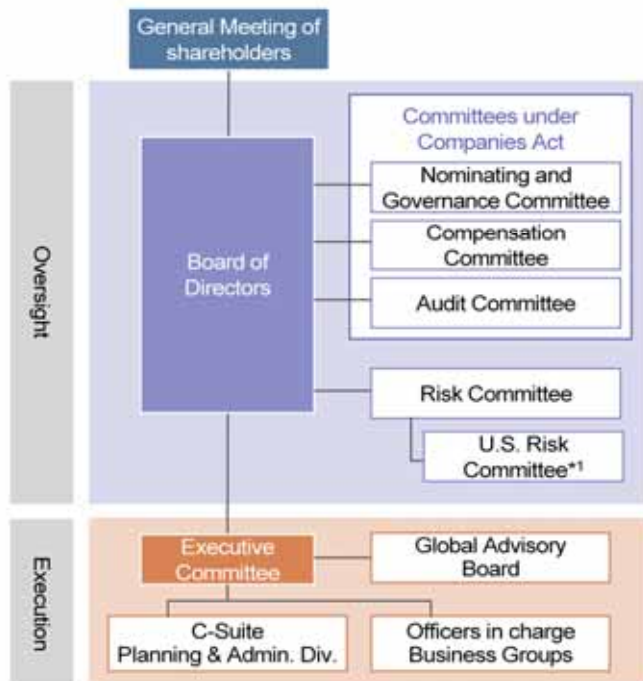 General Meeting of
shareholders
Oversight
Board of
Directors
Committees under
Companies Act
Nominating and
Governance Committee
Compensation
Committee
Audit Committee
Risk Committee
U.S. Risk
Committee*1
Execution
Executive
Committee
Global Advisory
Board
C-Suite
Planning & Admin. Div.
Officers in charge
Business Groups